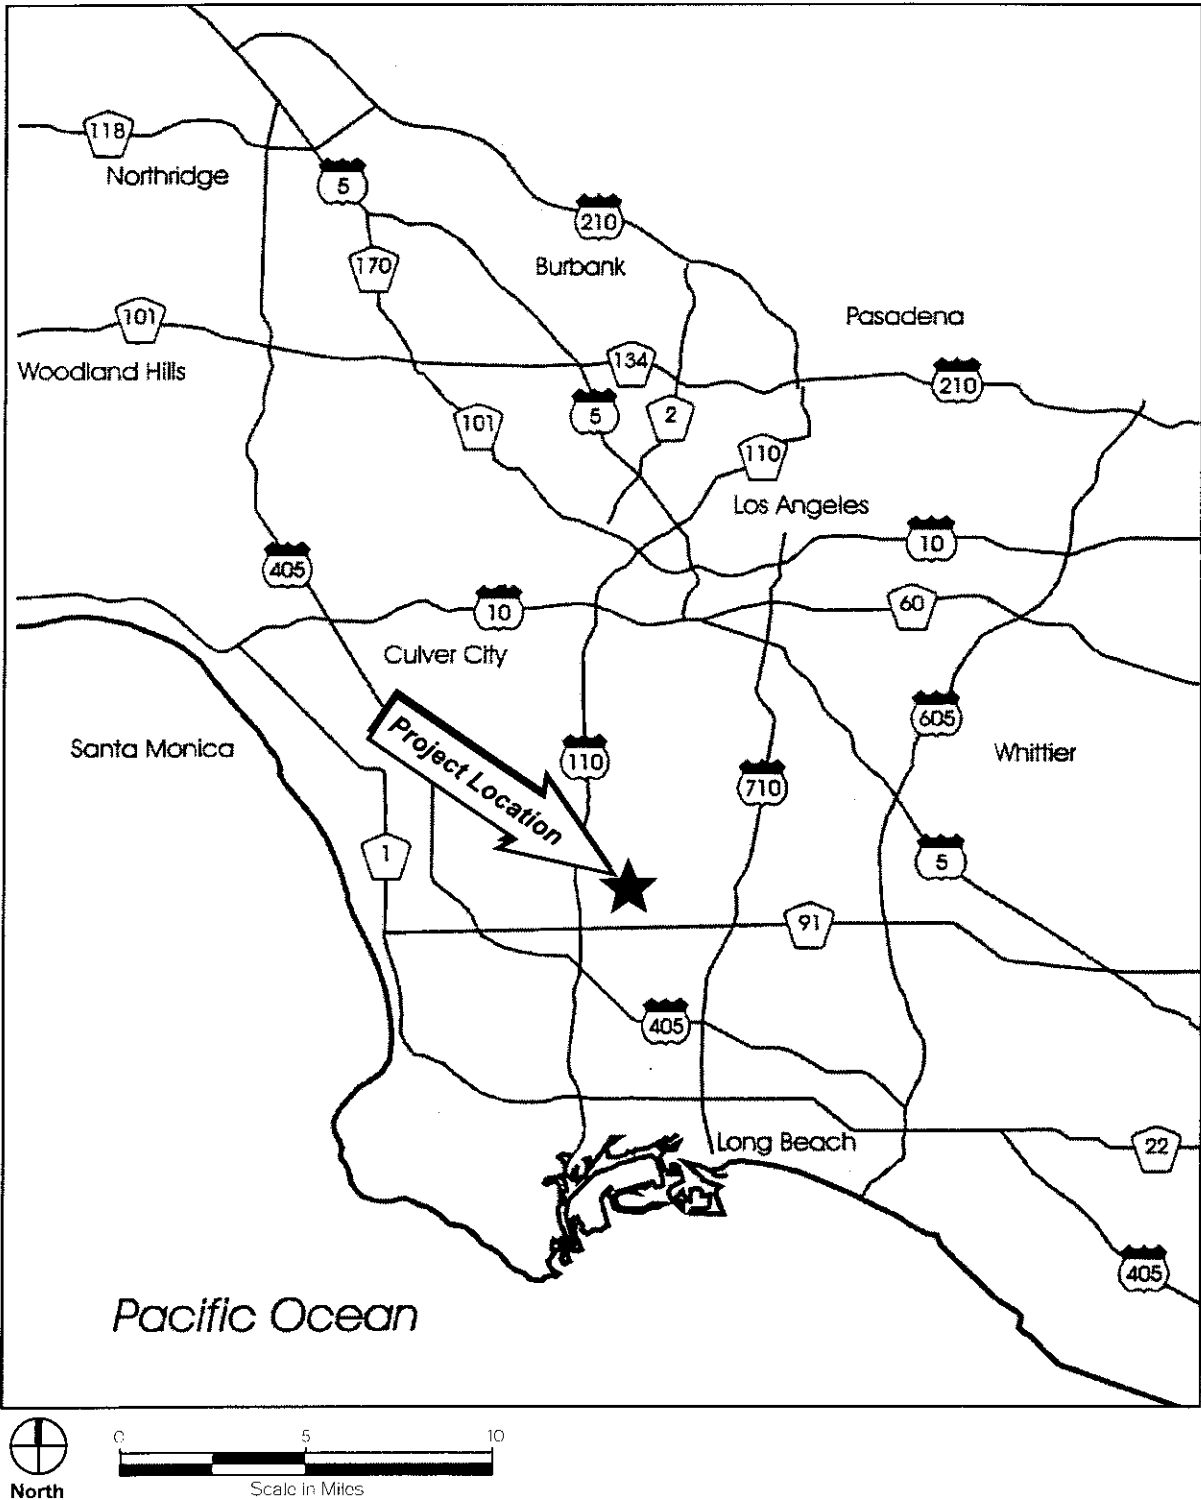 118
Northridge
5
210
170
Burbank
101
Pasadena
134
Woodland Hills
210
5
2
101
110
Los Angeles
10
405
10
60
Culver City
605
Project Location
Santa Monica
110
Whittier
710
1
5
91
405
Long Beach
22
405
Pacific Ocean
0 5 10
Scale in Miles
North